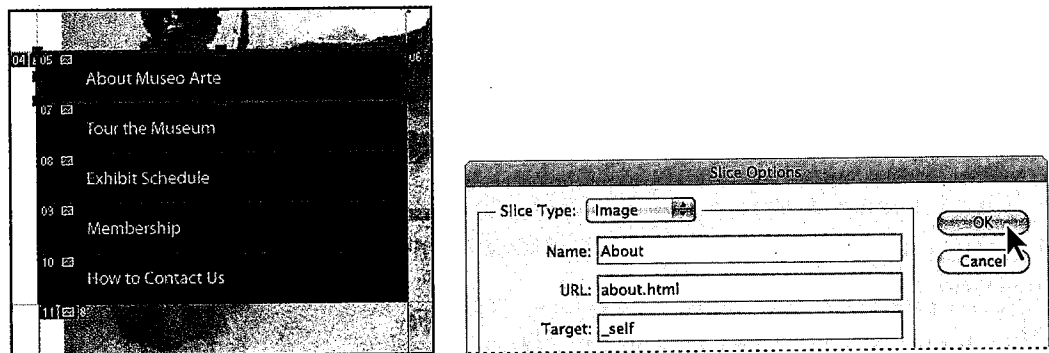 04 05 06
About Museo Arte
07
Tour the Museum
08
Exhibit Schedule
09
Membership
10
How to Contact Us
11
Slice Options
Slice Type: Image
OK
Name: About
Cancel
URL: about.html
Target: _self